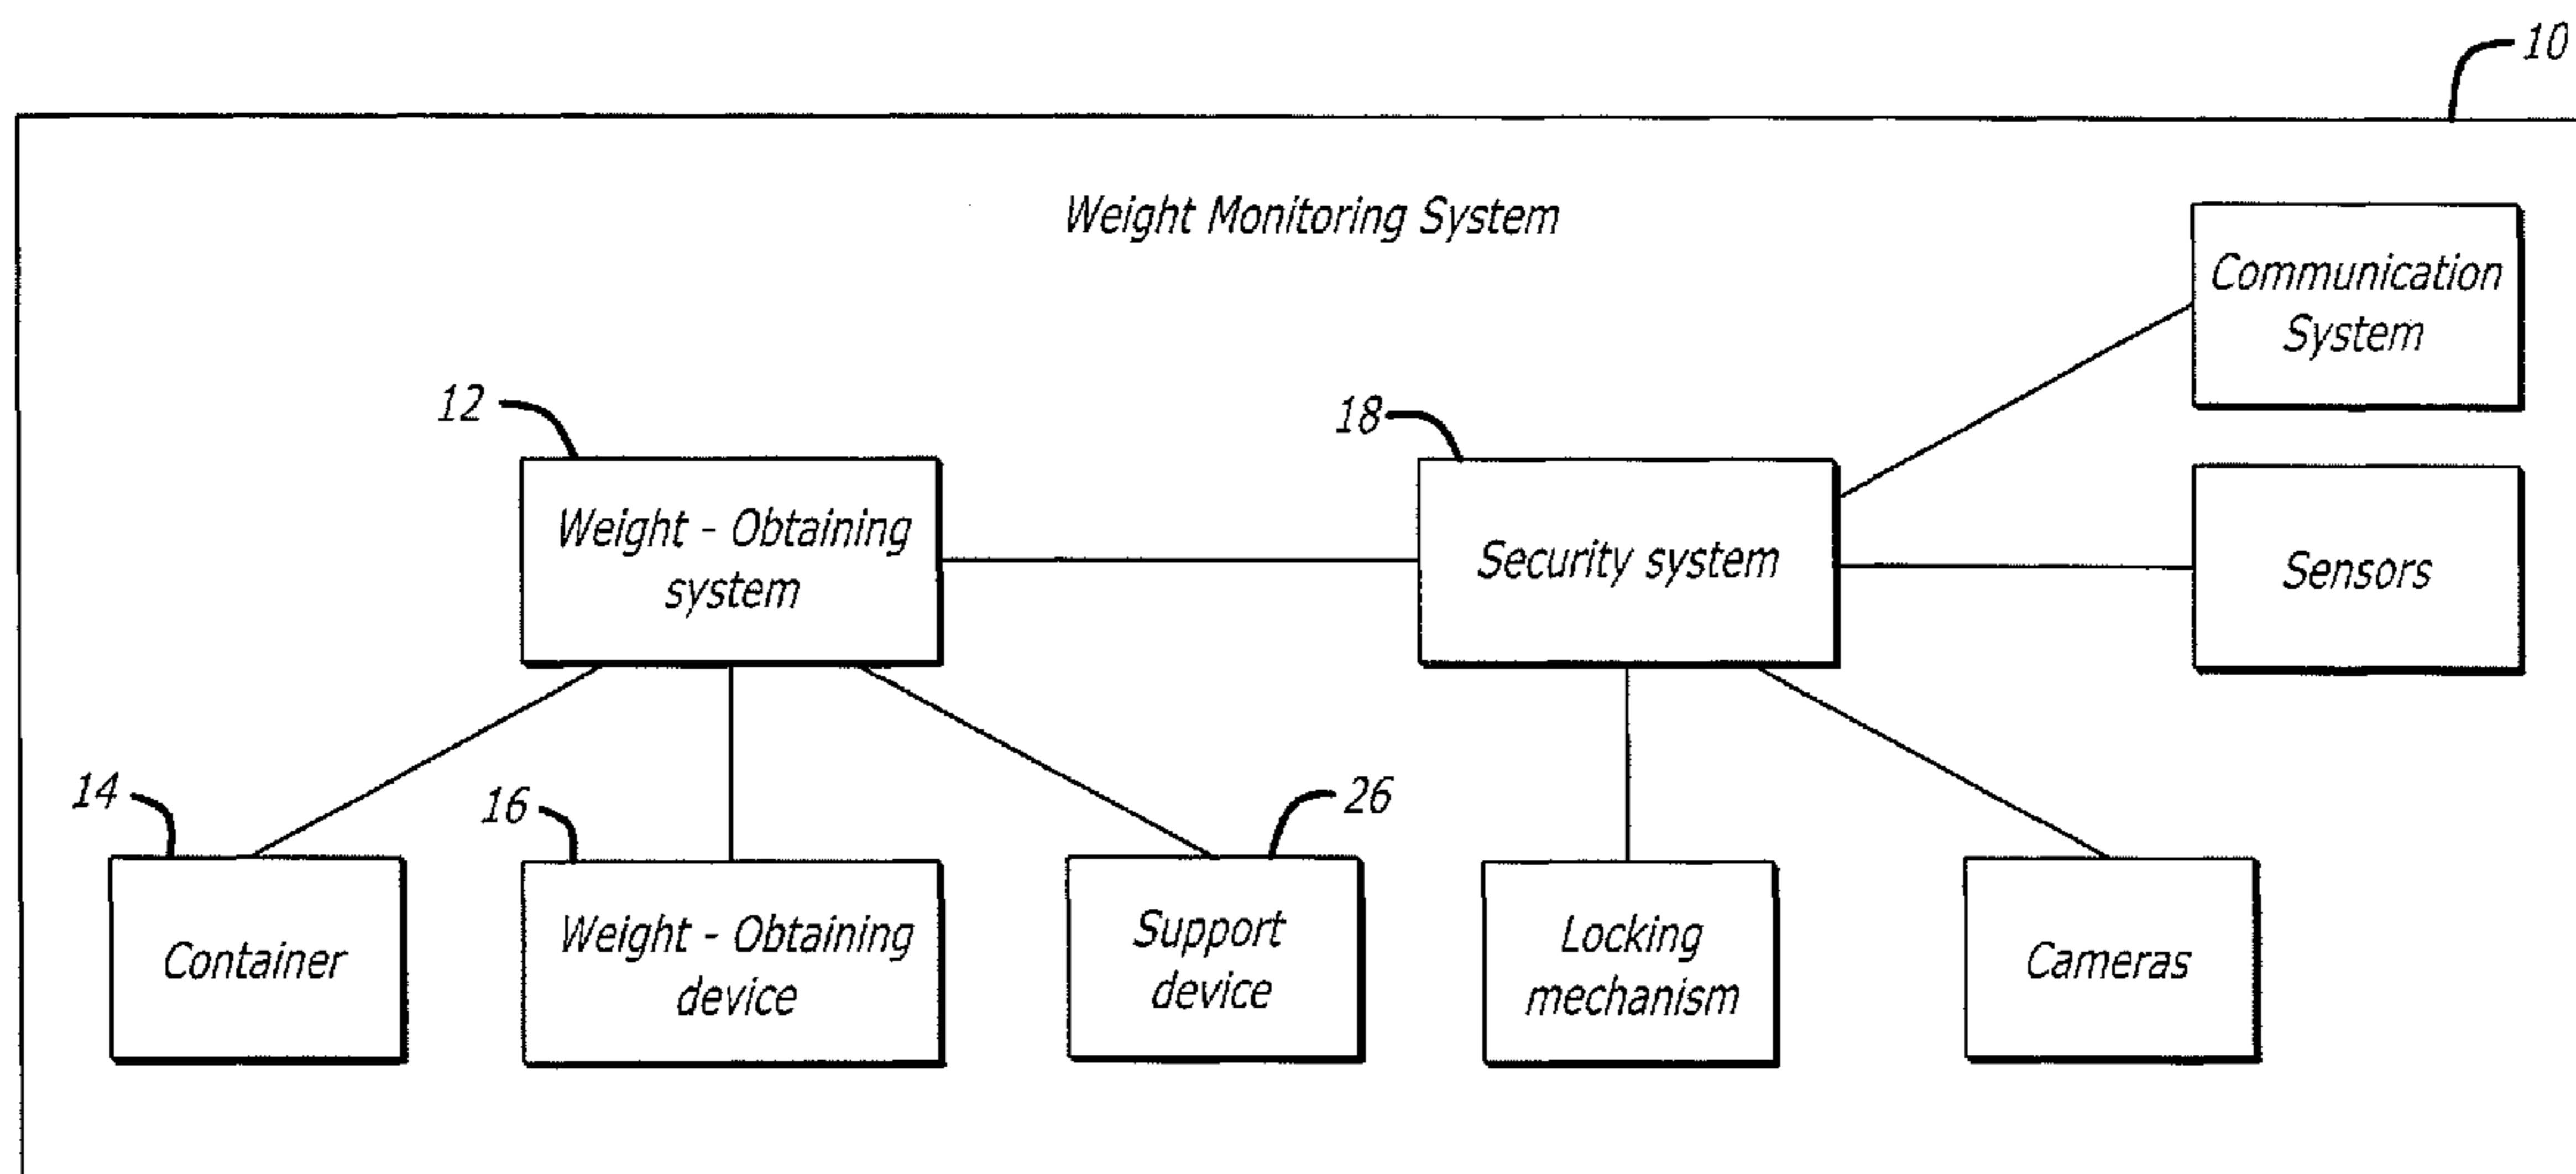 10
Weight Monitoring System
Communication
System
12
18
Weight - Obtaining
system
Security system
Sensors
14
16
26
Container
Weight - Obtaining
device
Support
device
Locking
mechanism
Cameras